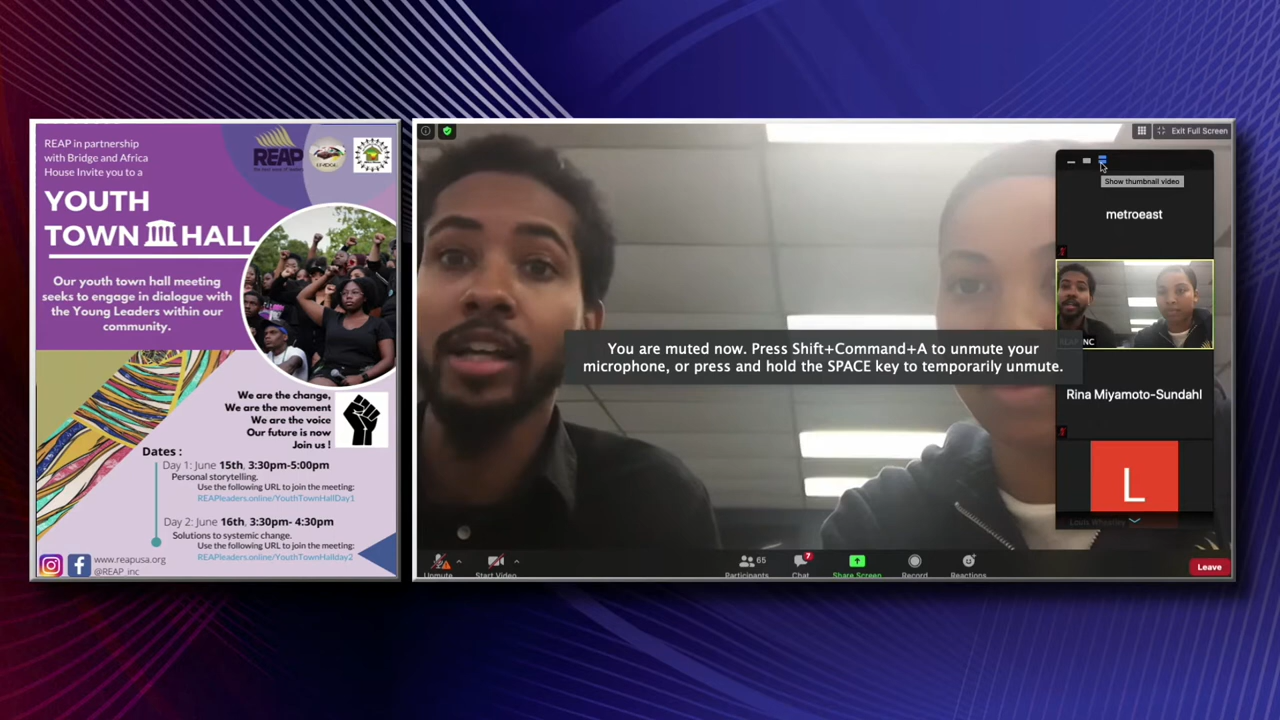 REAP in partnership
with Bridge and Africa
House Invite you to a
YOUTH
TOWN HALL
REAP
Our youth town hall meeting
seeks to engage in dialogue with
the Young Leaders within our
community.
We are the change,
We are the movement
We are the voice
Our future is now
Join us !
Dates :
Day 1: June 15th, 3:30pm-5:00pm
Personal storytelling.
Use the following URL to join the meeting:
REAPleaders.online/YouthTownHallDay1
Day 2: June 16th, 3:30pm- 4:30pm
Solutions to systemic change.
Use the following URL to join the meeting:
REAPleaders.online/YouthTownHallday2
www.reapusa.org
@REAP_inc
Exit Full Screen
Show thumbnail video
metroeast
REAP INC
Rina Miyamoto-Sundahl
L
Louis Wheatley
You are muted now. Press Shift+Command+A to unmute your
microphone, or press and hold the SPACE key to temporarily unmute.
Unmute
Start Video
65
Participants
7
Chat
Share Screen
Record
Reactions
Leave